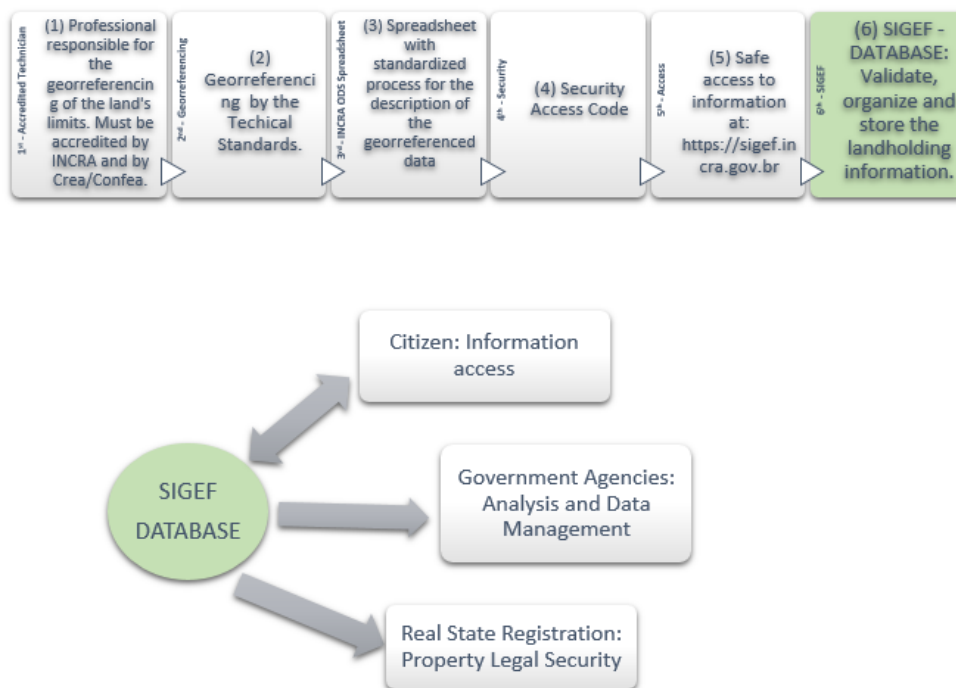 1st - Accredited Technician
(1) Professional
responsible for
the
georeferencin
g of the land's
limits. Must be
accredited by
INCRA and by
Crea/Confea.
2nd - Georreferencing
(2)
Georreferenci
ng by the
Techical
Standards.
3rd - INCRA ODS Spreadsheet
(3) Spreadsheet
with
standardized
process for the
description of
the
georreferenced
data
4th - Security
(4) Security
Access Code
5th - Access
(5) Safe
access to
information
at:
https://sigef.in
cra.gov.br
6th - SIGEF
(6) SIGEF -
DATABASE:
Validate,
organize and
store the
landholding
information.
Citizen: Information
access
SIGEF
DATABASE
Government Agencies:
Analysis and Data
Management
Real State Registration:
Property Legal Security